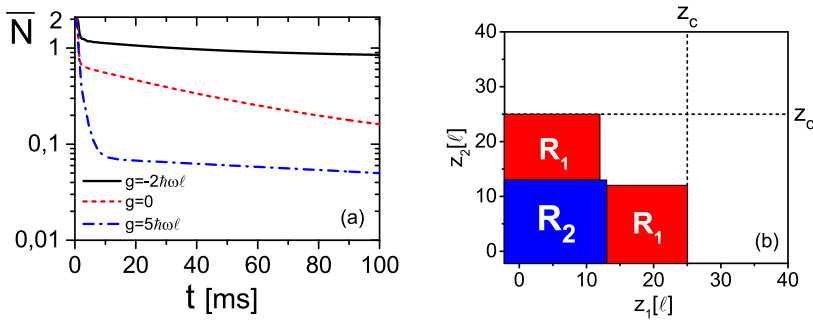 N̅
2
1
0,1
0,01
g=-2ħωℓ
g=0
g=5ħωℓ
(a)
0 20 40 60 80 100
t [ms]
z_c
40
30
20
10
0
z_2[ℓ]
z_c
R_1
R_2
R_1
(b)
0 10 20 30 40
z_1[ℓ]